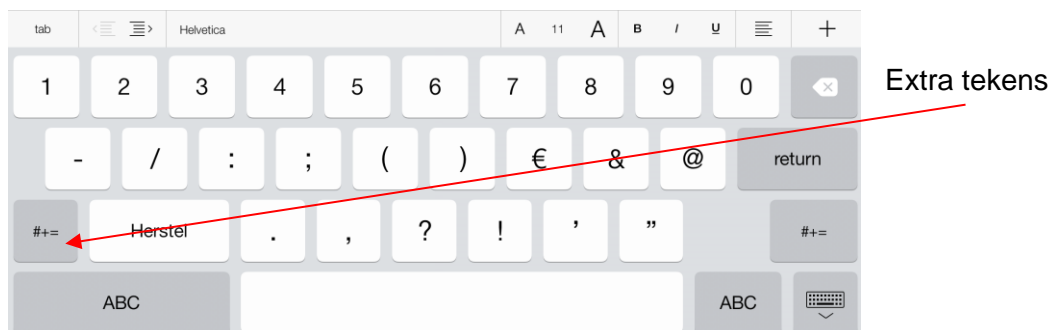 tab Helvetica A 11 A B I U +
1 2 3 4 5 6 7 8 9 0
Extra tekens
- / : ; ( ) € & @ return
#+= Herstel . , ? ! ’ ” #+=
ABC ABC